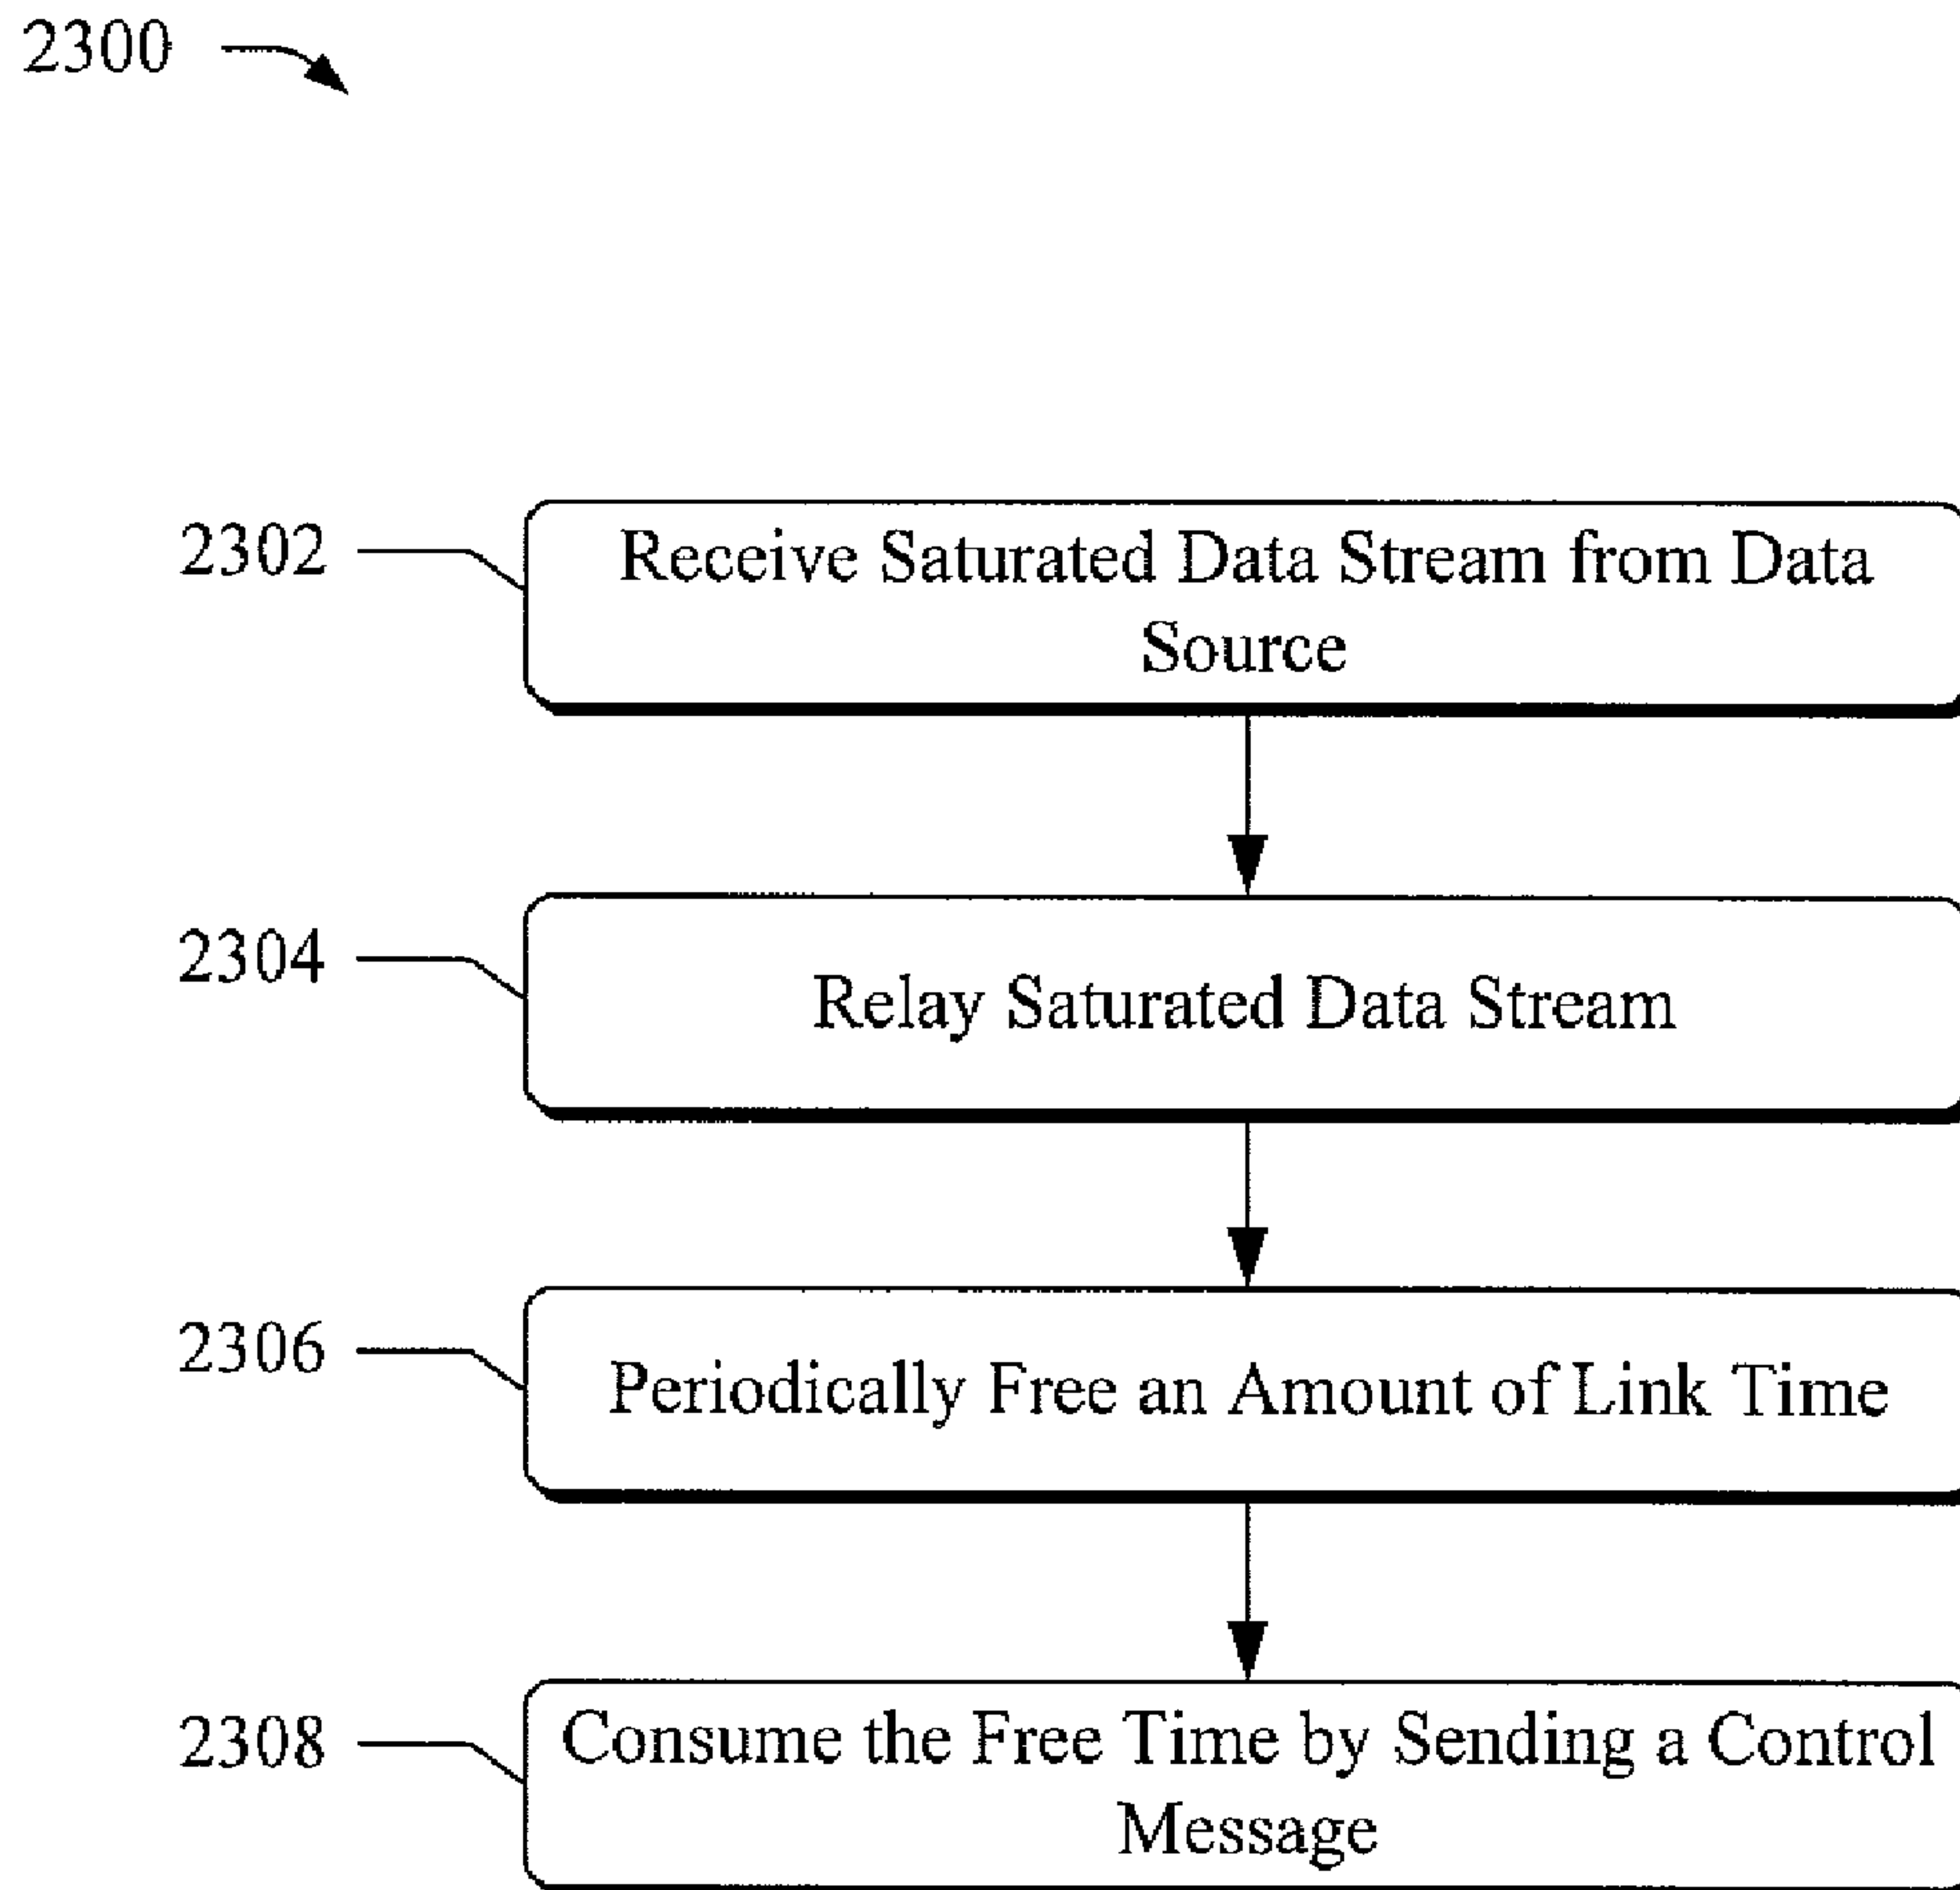 2300
2302
Receive Saturated Data Stream from Data
Source
2304
Relay Saturated Data Stream
2306
Periodically Free an Amount of Link Time
2308
Consume the Free Time by Sending a Control
Message